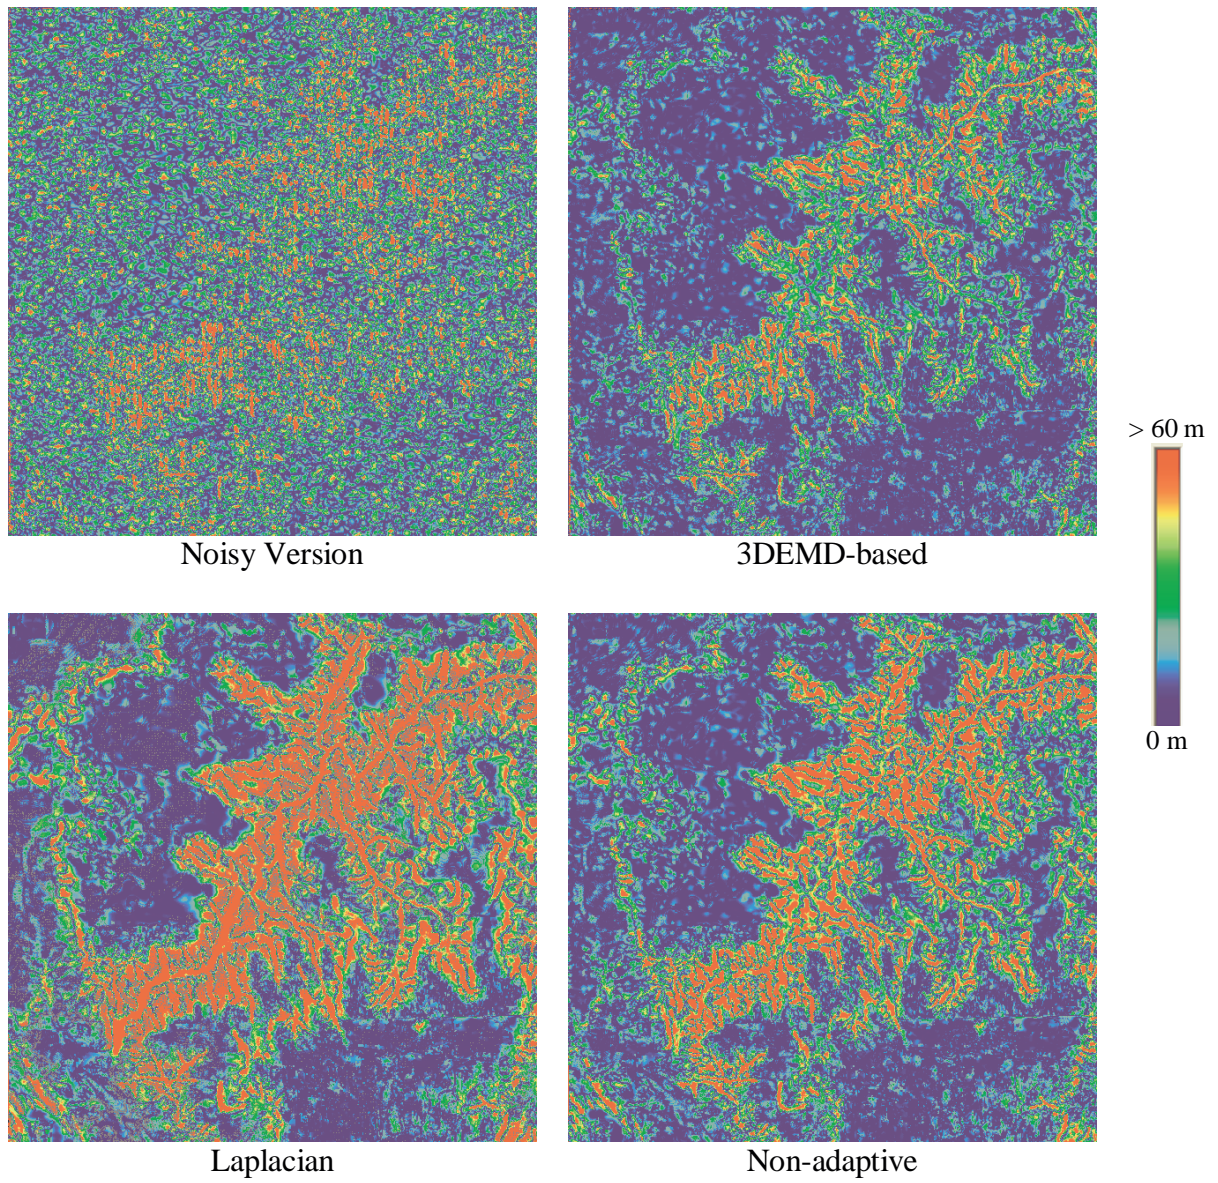 Noisy Version
3DEMD-based
> 60 m
0 m
Laplacian
Non-adaptive